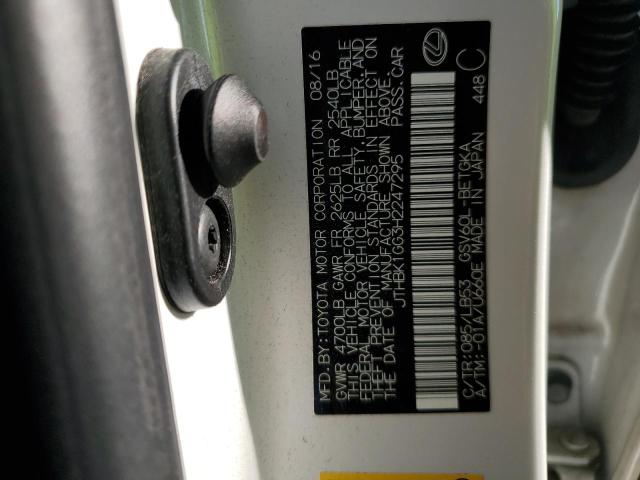 MFD.BY:TOYOTA MOTOR CORPORATION 08/16
GVWR 4700LB GAWR FR 2625LB RR 2540LB
THIS VEHICLE CONFORMS TO ALL APPLICABLE
FEDERAL MOTOR VEHICLE SAFETY, BUMPER, AND
THEFT PREVENTION STANDARDS IN EFFECT ON
THE DATE OF MANUFACTURE SHOWN ABOVE.
JTHBK1GG3H2247295 PASS.CAR
C/TR:085/LB53 GSV60L-BETGKA
A/TM:-01A/U660E MADE IN JAPAN 448 C